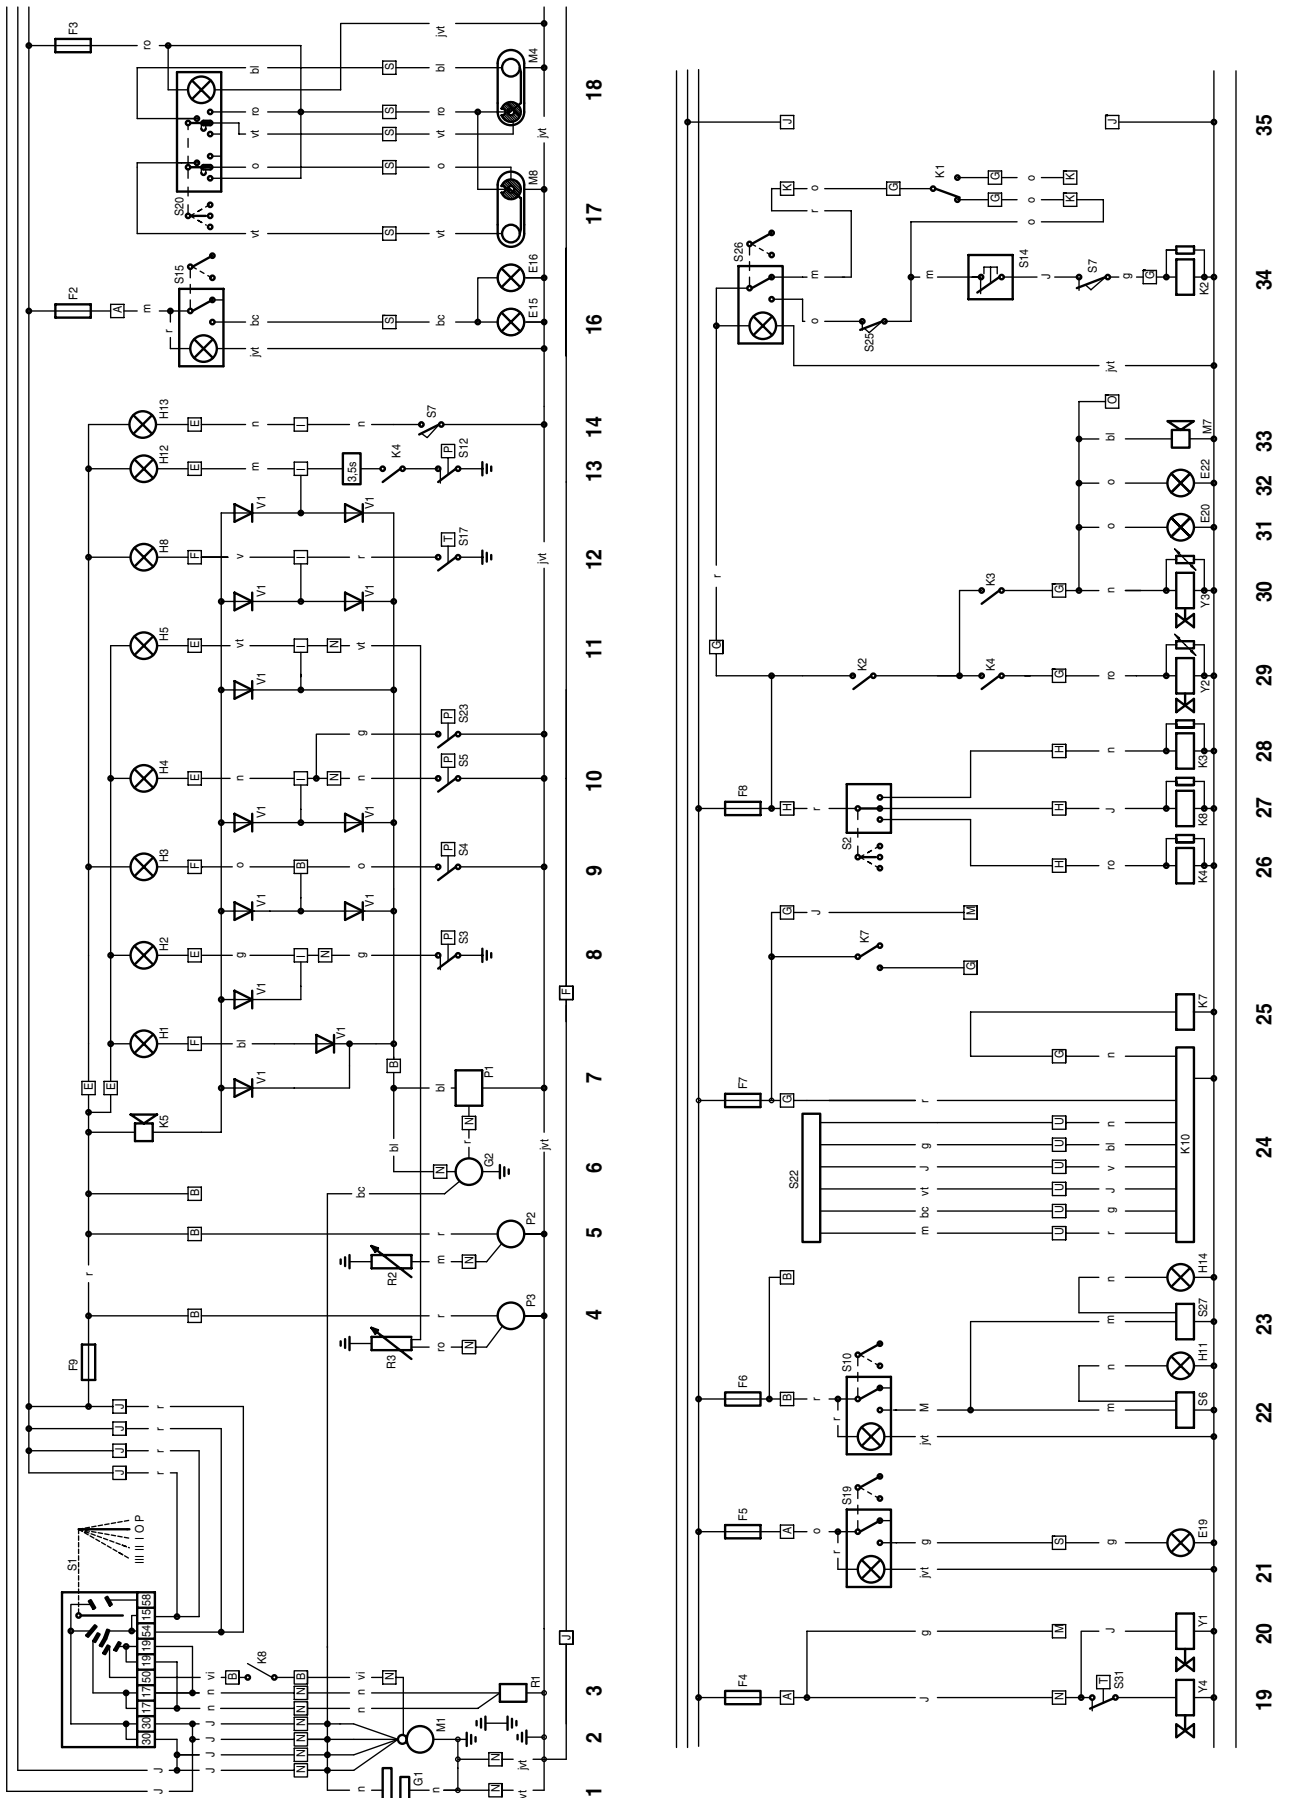 1
J
J
n
G1
n
N
N
jvt
vt
2
30 30 17 17 50 19 19 54 15 58
S1
III II I O P
J
J
J
J
N
N
N
N
M1
3
vi
B
K8
B
vi
N
n
n
N
N
n
n
R1
J
J
J
J
J
r
r
r
r
F9
r
4
B
r
P3
R3
ro
N
5
B
r
P2
R2
m
N
B
6
bc
bl
N
G2
r
N
K5
7
E
E
V1
B
bl
P1
jvt
H1
F
bl
V1
8
H2
E
g
V1
I
N
g
P
S3
F
9
H3
F
o
V1
B
V1
o
P
S4
10
H4
E
n
V1
I
V1
N
n
g
P
S5
P
S23
11
H5
E
vt
V1
I
N
vt
12
H8
F
v
V1
I
V1
r
T
S17
jvt
13
H12
E
m
V1
I
V1
3,5s
K4
P
S12
14
H13
E
n
I
n
S7
16
F2
A
m
r
S15
jvt
bc
S
bc
E15
E16
17
S20
vt
S
vt
o
S
o
M8
18
F3
ro
bl
S
bl
ro
S
ro
vt
S
vt
jvt
M4
jvt
19
F4
A
J
N
T
S31
Y4
20
g
M
J
Y1
21
F5
A
o
r
S19
jvt
g
S
g
E19
22
F6
B
r
r
S10
jvt
M
m
S6
n
H11
23
B
m
S27
n
H14
24
S22
m
bc
vt
J
g
U
U
U
U
U
U
r
g
J
v
bl
n
K10
F7
G
r
25
G
n
K7
G
J
M
K7
G
26
S2
H
ro
K4
27
F8
H
r
H
J
K8
28
H
n
K3
29
G
r
K2
K4
G
ro
Y2
30
K3
G
n
Y3
31
o
E20
32
o
E22
33
O
bl
M7
34
S26
jvt
o
S25
m
r
K
o
G
K1
G
o
K
G
o
K
o
m
S14
J
S7
g
G
K2
35
J
J